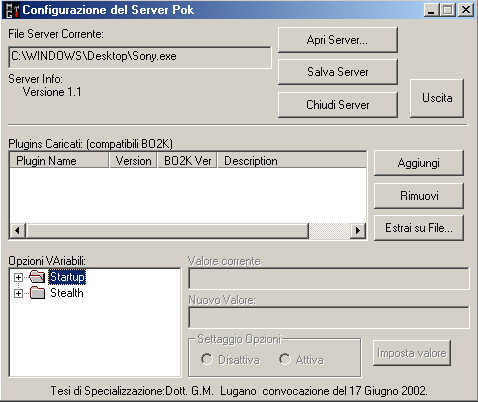 Configurazione del Server Pok
File Server Corrente:
C:\WINDOWS\Desktop\Sony.exe
Server Info:
Versione 1.1
Apri Server...
Salva Server
Chiudi Server
Uscita
Plugins Caricati: (compatibili BO2K)
Plugin Name Version BO2K Ver Description
Aggiungi
Rimuovi
Estrai su File...
Opzioni VAriabili:
Startup
Stealth
Valore corrente
Nuovo Valore:
Settaggio Opzioni
Disattiva Attiva
Imposta valore
Tesi di Specializzazione:Dott. G.M. Lugano convocazione del 17 Giugno 2002.